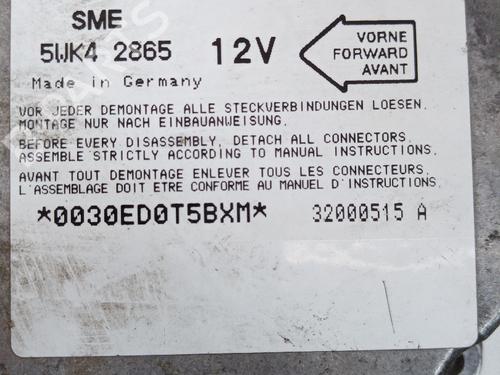 SME
5WK4 2865 12V
VORNE
FORWARD
AVANT
Made in Germany
VOR JEDER DEMONTAGE ALLE STECKVERBINDUNGEN LOESEN.
MONTAGE NUR NACH EINBAUANWEISUNG.
BEFORE EVERY DISASSEMBLY, DETACH ALL CONNECTORS.
ASSEMBLE STRICTLY ACCORDING TO MANUAL INSTRUCTIONS.
AVANT TOUT DEMONTAGE ENLEVER TOUS LES CONNECTEURS.
L'ASSEMBLAGE DOIT ETRE CONFORME AU MANUEL D'INSTRUCTIONS.
*0030ED0T5BXM* 32000515 A